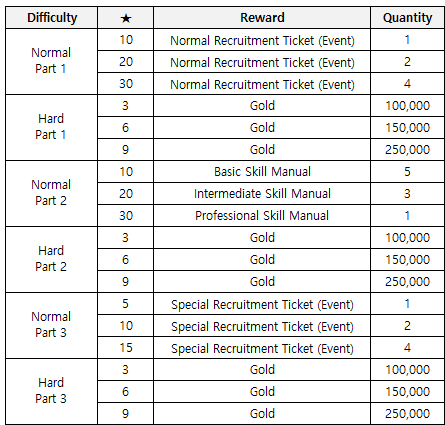 Difficulty ★ Reward Quantity
Normal Part 1 10 Normal Recruitment Ticket (Event) 1
20 Normal Recruitment Ticket (Event) 2
30 Normal Recruitment Ticket (Event) 4
Hard Part 1 3 Gold 100,000
6 Gold 150,000
9 Gold 250,000
Normal Part 2 10 Basic Skill Manual 5
20 Intermediate Skill Manual 3
30 Professional Skill Manual 1
Hard Part 2 3 Gold 100,000
6 Gold 150,000
9 Gold 250,000
Normal Part 3 5 Special Recruitment Ticket (Event) 1
10 Special Recruitment Ticket (Event) 2
15 Special Recruitment Ticket (Event) 4
Hard Part 3 3 Gold 100,000
6 Gold 150,000
9 Gold 250,000